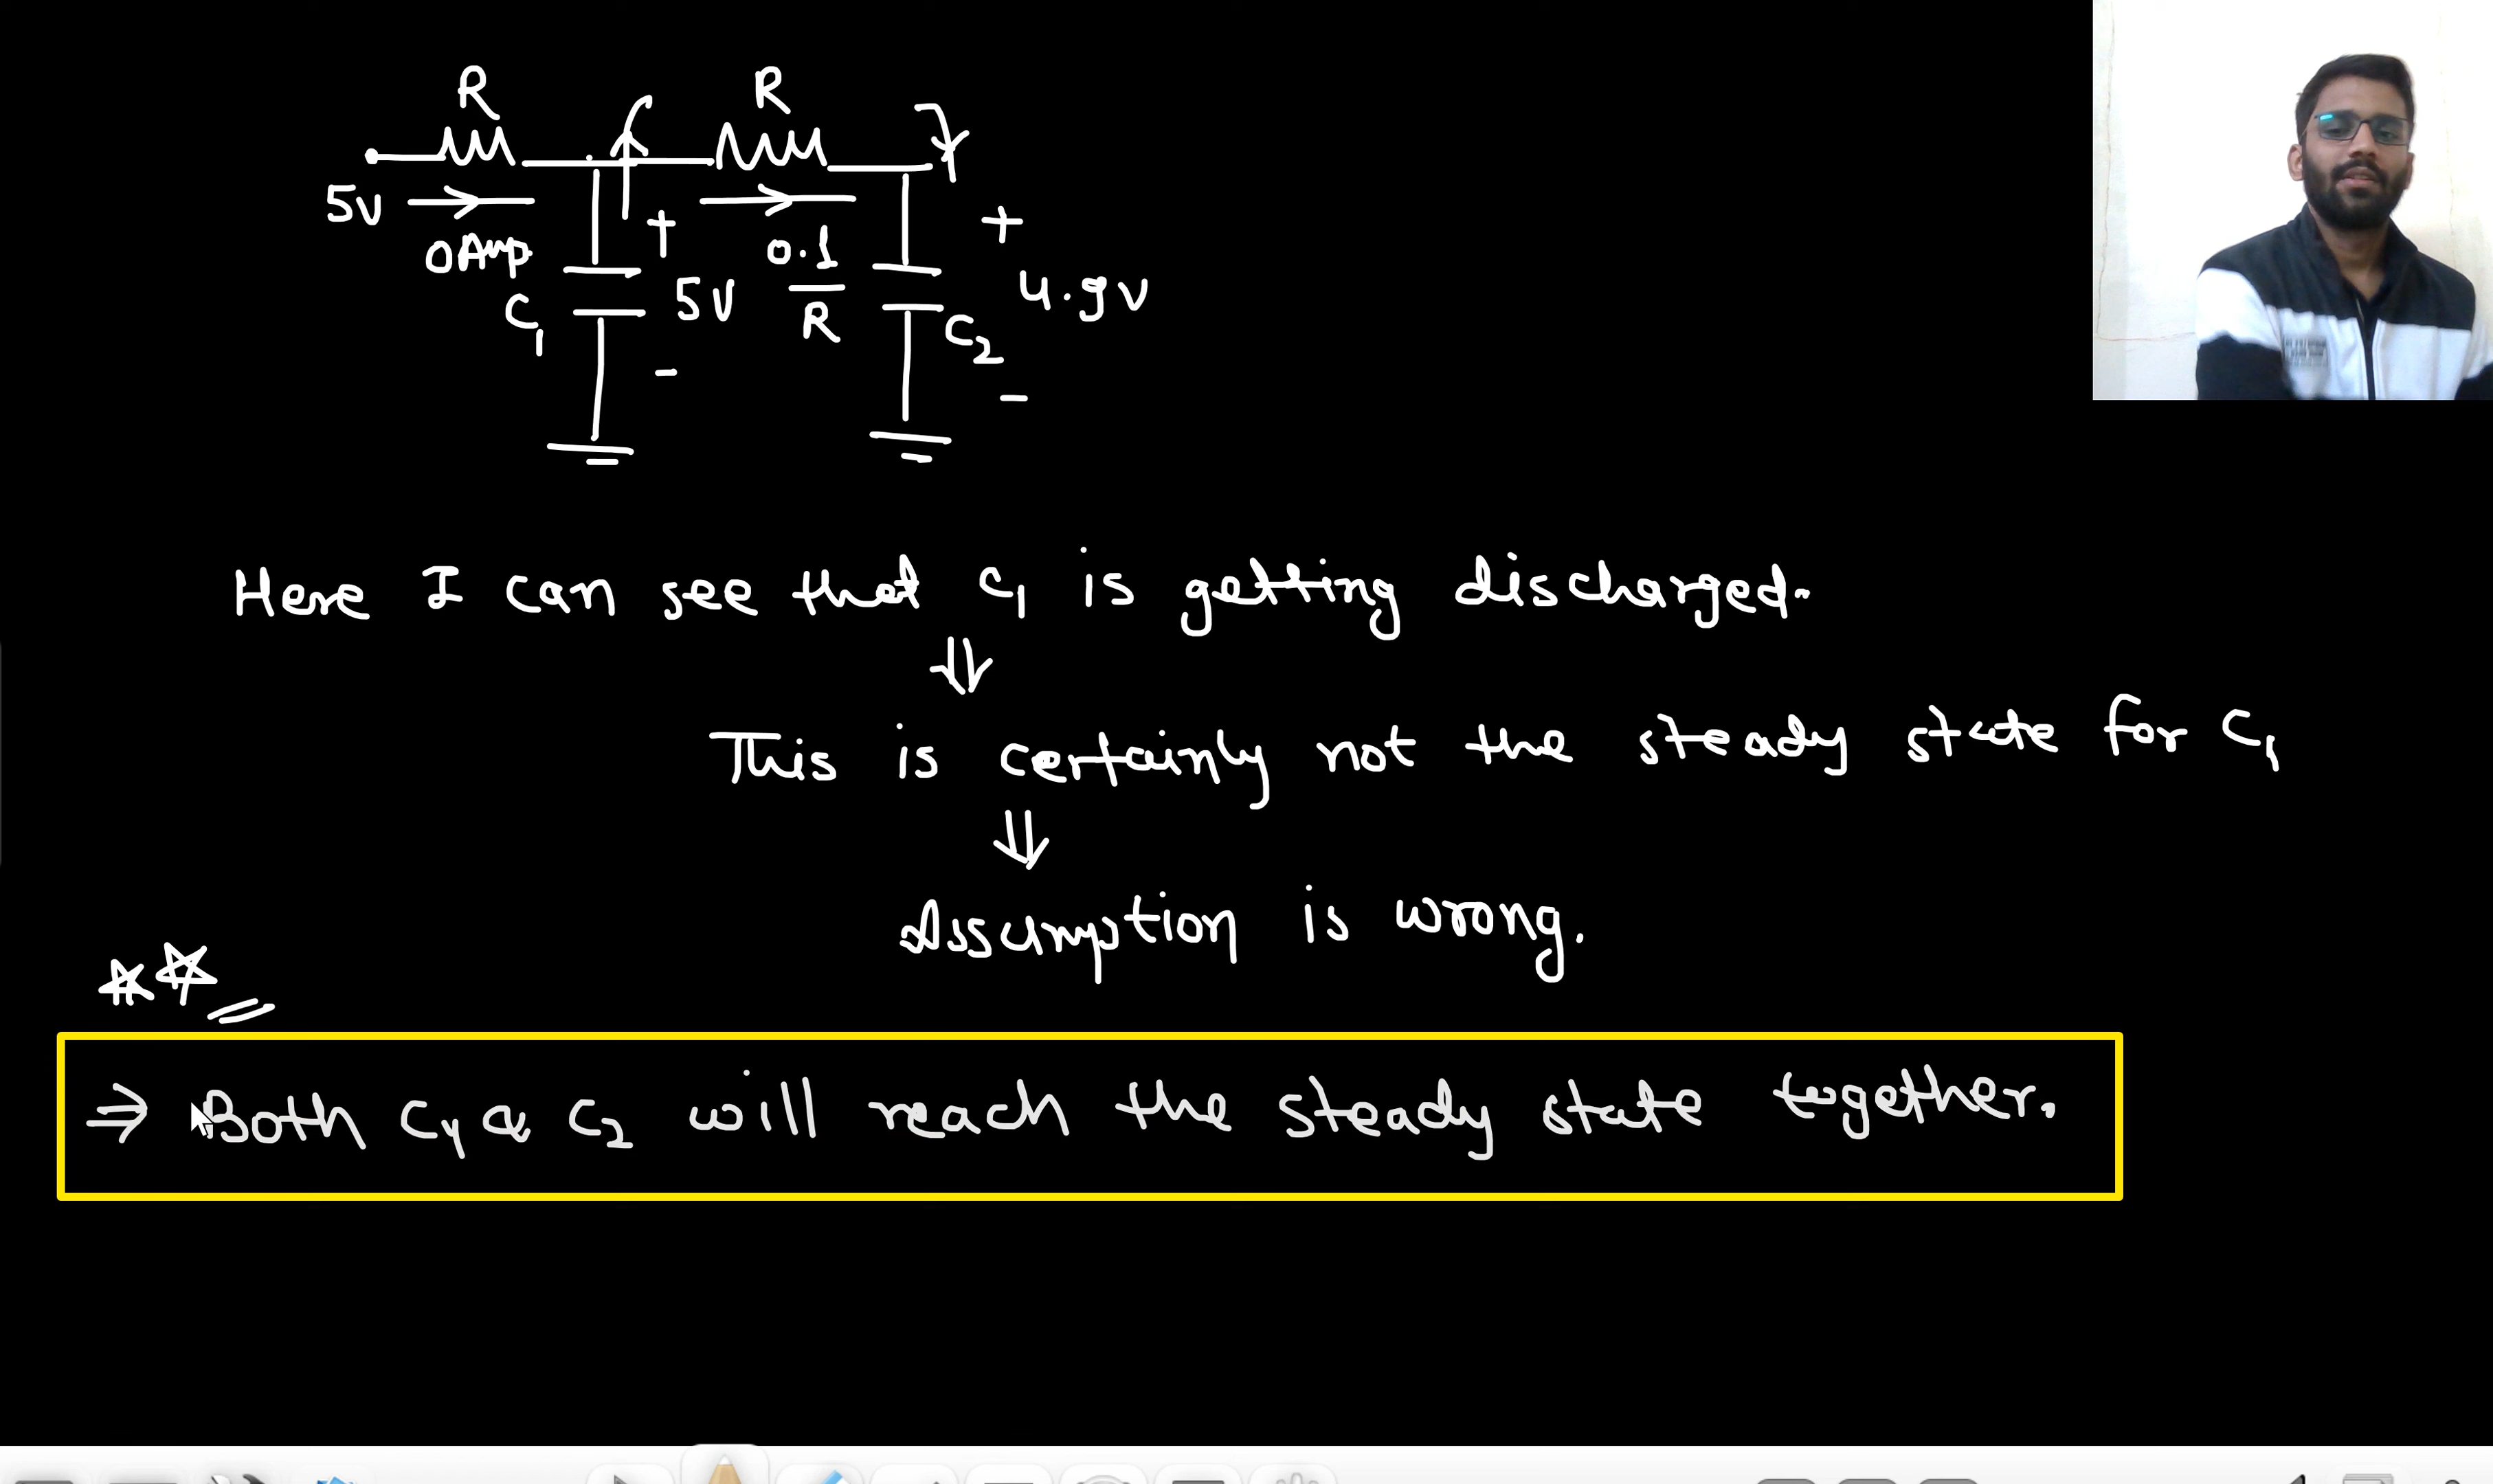 R R
5V 0Amp + 0.1/R +
C1 5V C2 4.9V
- -
Here I can see that C1 is getting discharged.
⇓
This is certainly not the steady state for C1
⇓
Assumption is wrong.
⇒ Both C1 & C2 will reach the steady state together.